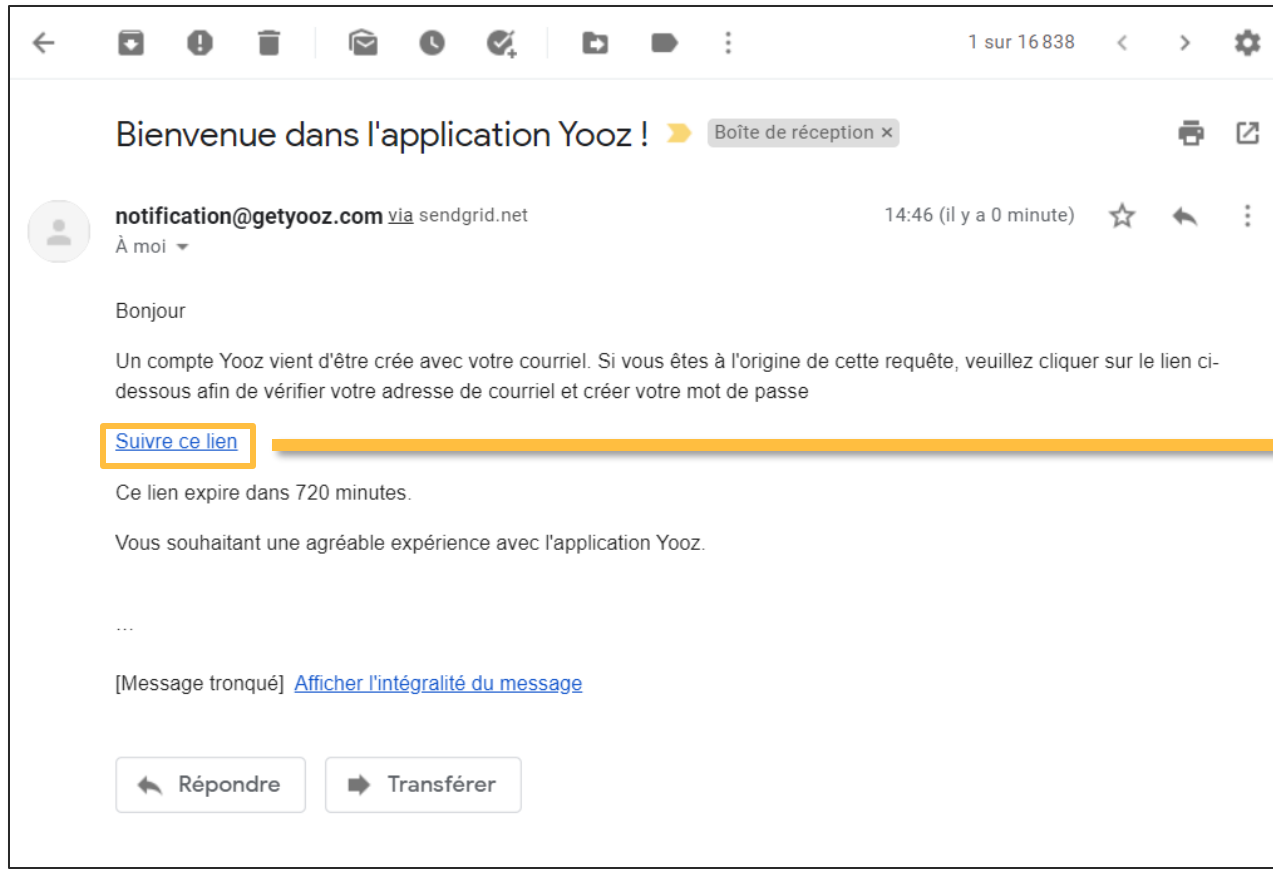 1 sur 16 838
Bienvenue dans l'application Yooz ! Boîte de réception ×
notification@getyooz.com via sendgrid.net 14:46 (il y a 0 minute)
À moi
Bonjour
Un compte Yooz vient d'être crée avec votre courriel. Si vous êtes à l'origine de cette requête, veuillez cliquer sur le lien ci-
dessous afin de vérifier votre adresse de courriel et créer votre mot de passe
Suivre ce lien
Ce lien expire dans 720 minutes.
Vous souhaitant une agréable expérience avec l'application Yooz.
...
[Message tronqué] Afficher l'intégralité du message
Répondre Transférer